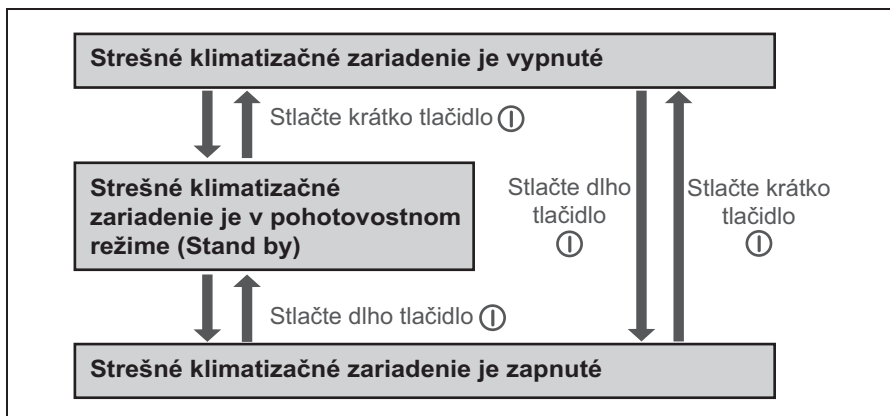 Strešné klimatizačné zariadenie je vypnuté
Stlačte krátko tlačidlo
Strešné klimatizačné
zariadenie je v pohotovostnom
režime (Stand by)
Stlačte dlho
tlačidlo
Stlačte krátko
tlačidlo
Stlačte dlho tlačidlo
Strešné klimatizačné zariadenie je zapnuté